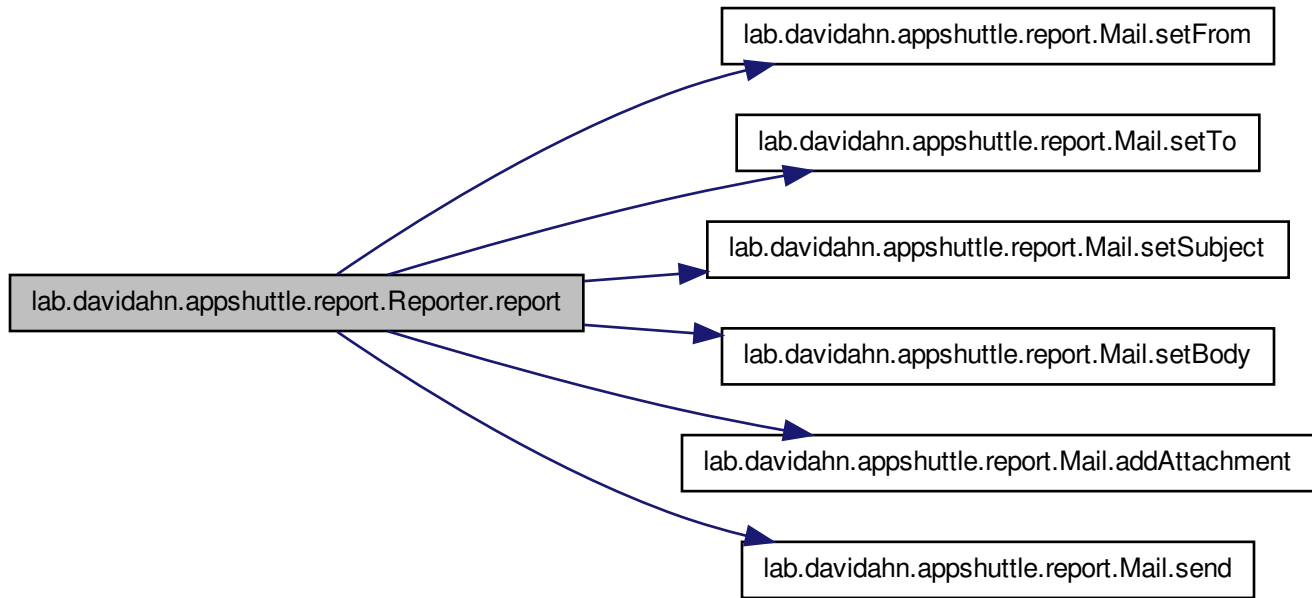 lab.davidahn.appshuttle.report.Mail.setFrom
lab.davidahn.appshuttle.report.Mail.setTo
lab.davidahn.appshuttle.report.Mail.setSubject
lab.davidahn.appshuttle.report.Reporter.report
lab.davidahn.appshuttle.report.Mail.setBody
lab.davidahn.appshuttle.report.Mail.addAttachment
lab.davidahn.appshuttle.report.Mail.send